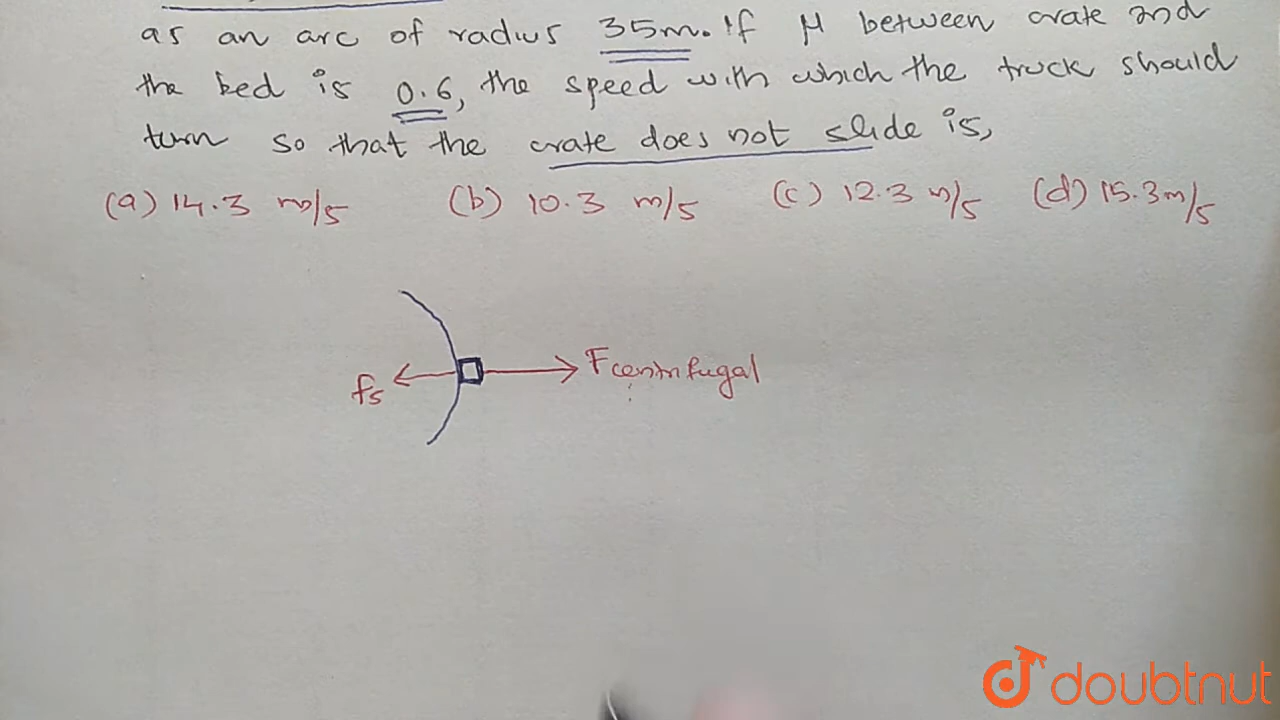 as an arc of radius 35m. If μ between crate and
the bed is 0.6, the speed with which the truck should
turn so that the crate does not slide is,
(a) 14.3 m/s (b) 10.3 m/s (c) 12.3 m/s (d) 15.3m/s
fs Fcentrifugal
doubtnut